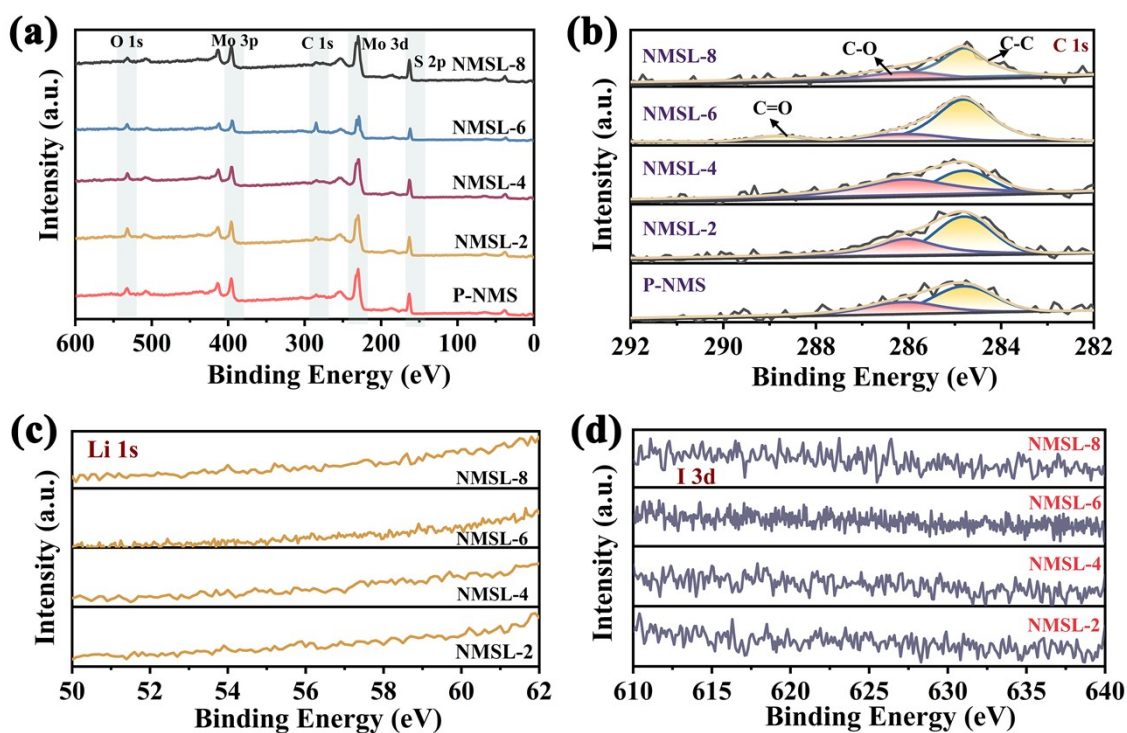 (a)
O 1s
Mo 3p
C 1s
Mo 3d
S 2p
NMSL-8
NMSL-6
NMSL-4
NMSL-2
P-NMS
Intensity (a.u.)
600 500 400 300 200 100 0
Binding Energy (eV)
(b)
C 1s
NMSL-8
C-O
C-C
NMSL-6
C=O
NMSL-4
NMSL-2
P-NMS
Intensity (a.u.)
292 290 288 286 284 282
Binding Energy (eV)
(c)
Li 1s
NMSL-8
NMSL-6
NMSL-4
NMSL-2
Intensity (a.u.)
50 52 54 56 58 60 62
Binding Energy (eV)
(d)
I 3d
NMSL-8
NMSL-6
NMSL-4
NMSL-2
Intensity (a.u.)
610 615 620 625 630 635 640
Binding Energy (eV)